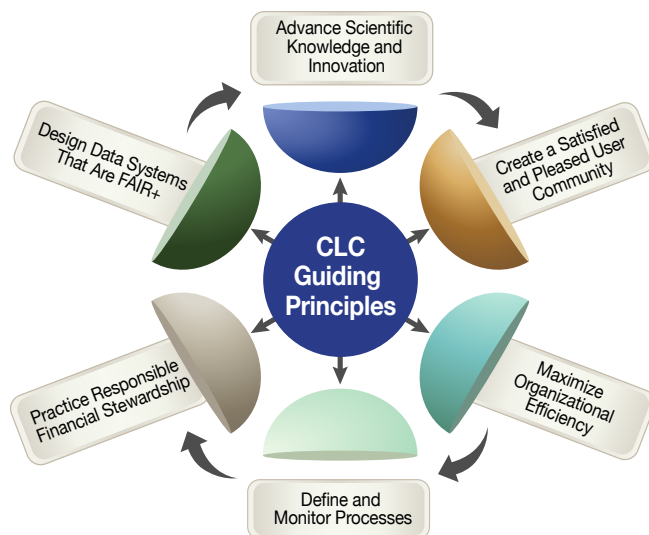 Advance Scientific
Knowledge and
Innovation
Create a Satisfied
and Pleased User
Community
Maximize
Organizational
Efficiency
Define and
Monitor Processes
Practice Responsible
Financial Stewardship
Design Data Systems
That Are FAIR+
CLC
Guiding
Principles